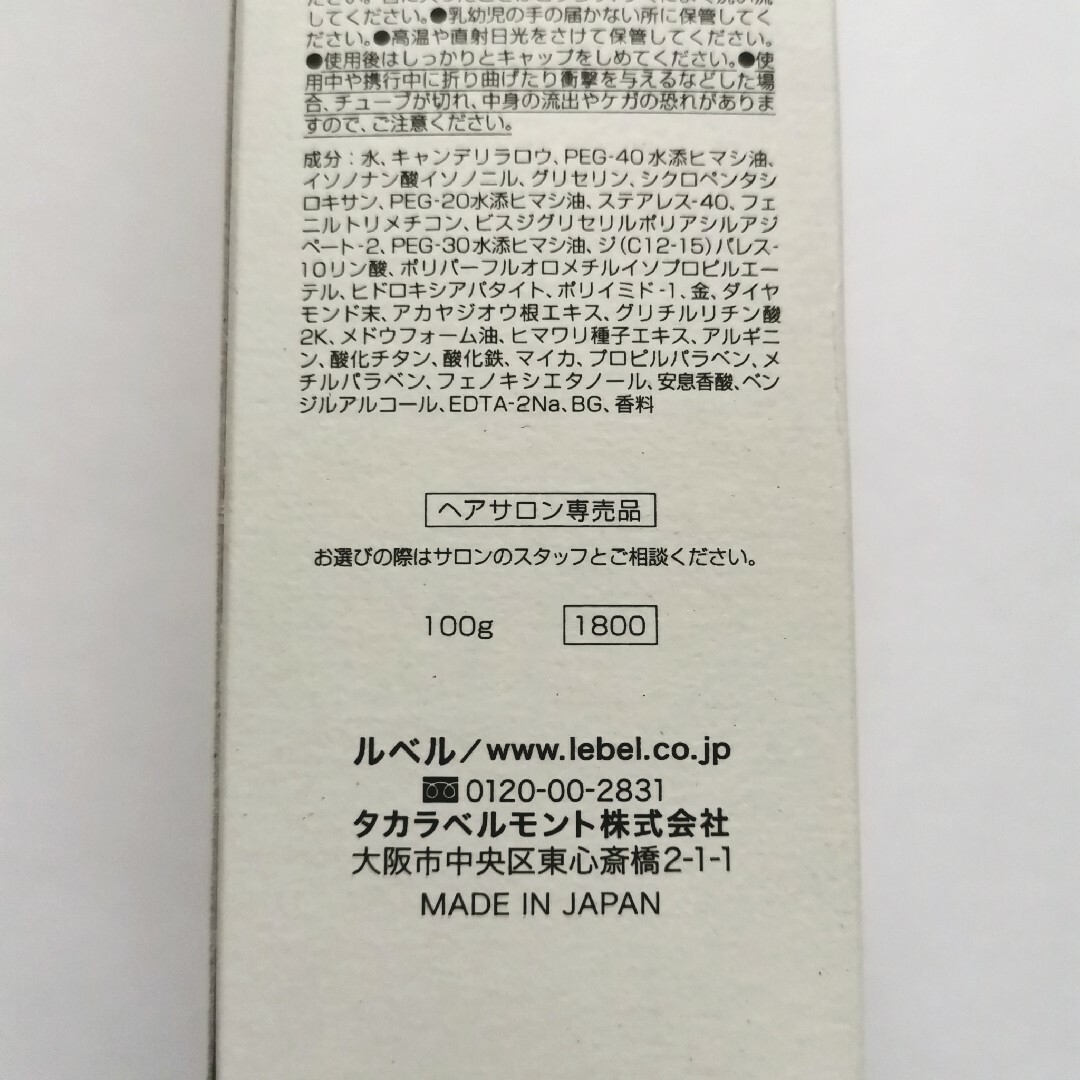 してください。●乳幼児の手の届かない所に保管してく
ださい。●高温や直射日光をさけて保管してください。
●使用後はしっかりとキャップをしめてください。●使
用中や携行中に折り曲げたり衝撃を与えるなどした場
合、チューブが切れ、中身の流出やケガの恐れがありま
すので、ご注意ください。
成分：水、キャンデリラロウ、PEG-40水添ヒマシ油、
イソノナン酸イソノニル、グリセリン、シクロペンタシ
ロキサン、PEG-20水添ヒマシ油、ステアレス-40、フェ
ニルトリメチコン、ビスジグリセリルポリアシルアジ
ペート-2、PEG-30水添ヒマシ油、ジ(C12-15)パレス-
10リン酸、ポリパーフルオロメチルイソプロピルエー
テル、ヒドロキシアパタイト、ポリイミド-1、金、ダイヤ
モンド末、アカヤジオウ根エキス、グリチルリチン酸
2K、メドウフォーム油、ヒマワリ種子エキス、アルギニ
ン、酸化チタン、酸化鉄、マイカ、プロピルパラベン、メ
チルパラベン、フェノキシエタノール、安息香酸、ベン
ジルアルコール、EDTA-2Na、BG、香料
ヘアサロン専売品
お選びの際はサロンのスタッフとご相談ください。
100g 1800
ルベル/www.lebel.co.jp
0120-00-2831
タカラベルモント株式会社
大阪市中央区東心斎橋2-1-1
MADE IN JAPAN